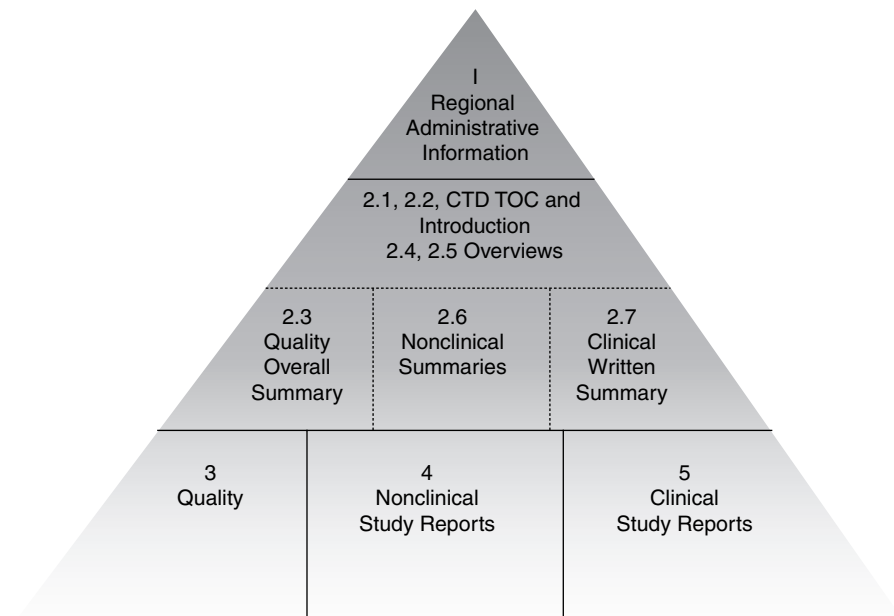 I
Regional
Administrative
Information
2.1, 2.2, CTD TOC and
Introduction
2.4, 2.5 Overviews
2.3
Quality
Overall
Summary
2.6
Nonclinical
Summaries
2.7
Clinical
Written
Summary
3
Quality
4
Nonclinical
Study Reports
5
Clinical
Study Reports